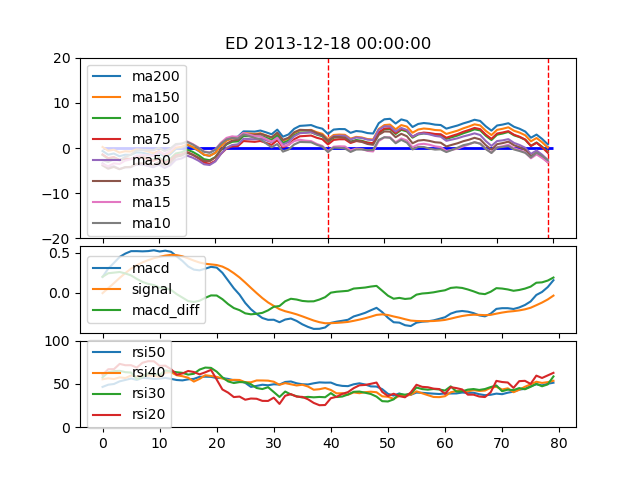 ED 2013-12-18 00:00:00
20
10
0
−10
−20
ma200
ma150
ma100
ma75
ma50
ma35
ma15
ma10
0.5
0.0
macd
signal
macd_diff
100
50
0
rsi50
rsi40
rsi30
rsi20
0 10 20 30 40 50 60 70 80